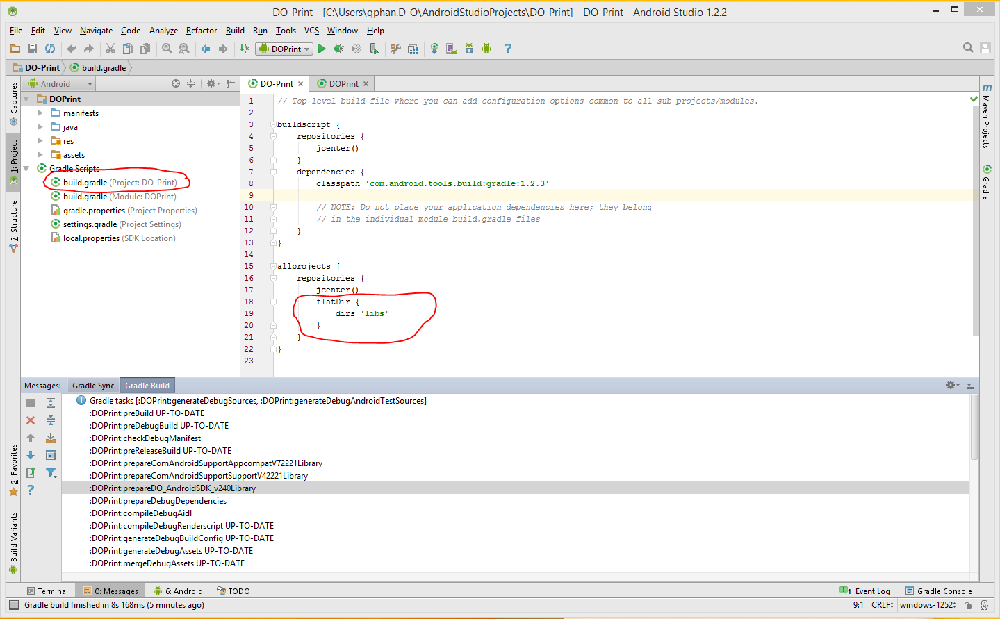 DO-Print - [C:\Users\qphan.D-O\AndroidStudioProjects\DO-Print] - DO-Print - Android Studio 1.2.2
File Edit View Navigate Code Analyze Refactor Build Run Tools VCS Window Help
DOPrint
?
DO-Print build.gradle
Captures
1: Project
7: Structure
2: Favorites
Build Variants
Android
DOPrint
manifests
java
res
assets
Gradle Scripts
build.gradle (Project: DO-Print)
build.gradle (Module: DOPrint)
gradle.properties (Project Properties)
settings.gradle (Project Settings)
local.properties (SDK Location)
DO-Print DOPrint
1 // Top-level build file where you can add configuration options common to all sub-projects/modules.
2
3 buildscript {
4 repositories {
5 jcenter()
6 }
7 dependencies {
8 classpath 'com.android.tools.build:gradle:1.2.3'
9
10 // NOTE: Do not place your application dependencies here; they belong
11 // in the individual module build.gradle files
12 }
13 }
14
15 allprojects {
16 repositories {
17 jcenter()
18 flatDir {
19 dirs 'libs'
20 }
21 }
22 }
23
m Maven Projects
Gradle
Messages: Gradle Sync Gradle Build
Gradle tasks [:DOPrint:generateDebugSources, :DOPrint:generateDebugAndroidTestSources]
:DOPrint:preBuild UP-TO-DATE
:DOPrint:preDebugBuild UP-TO-DATE
:DOPrint:checkDebugManifest
:DOPrint:preReleaseBuild UP-TO-DATE
:DOPrint:prepareComAndroidSupportAppcompatV72221Library
:DOPrint:prepareComAndroidSupportSupportV42221Library
:DOPrint:prepareDO_AndroidSDK_v240Library
:DOPrint:prepareDebugDependencies
:DOPrint:compileDebugAidl
:DOPrint:compileDebugRenderscript UP-TO-DATE
:DOPrint:generateDebugBuildConfig UP-TO-DATE
:DOPrint:generateDebugAssets UP-TO-DATE
:DOPrint:mergeDebugAssets UP-TO-DATE
?
Terminal 0: Messages 6: Android TODO 1 Event Log Gradle Console
Gradle build finished in 8s 168ms (5 minutes ago) 9:1 CRLF windows-1252